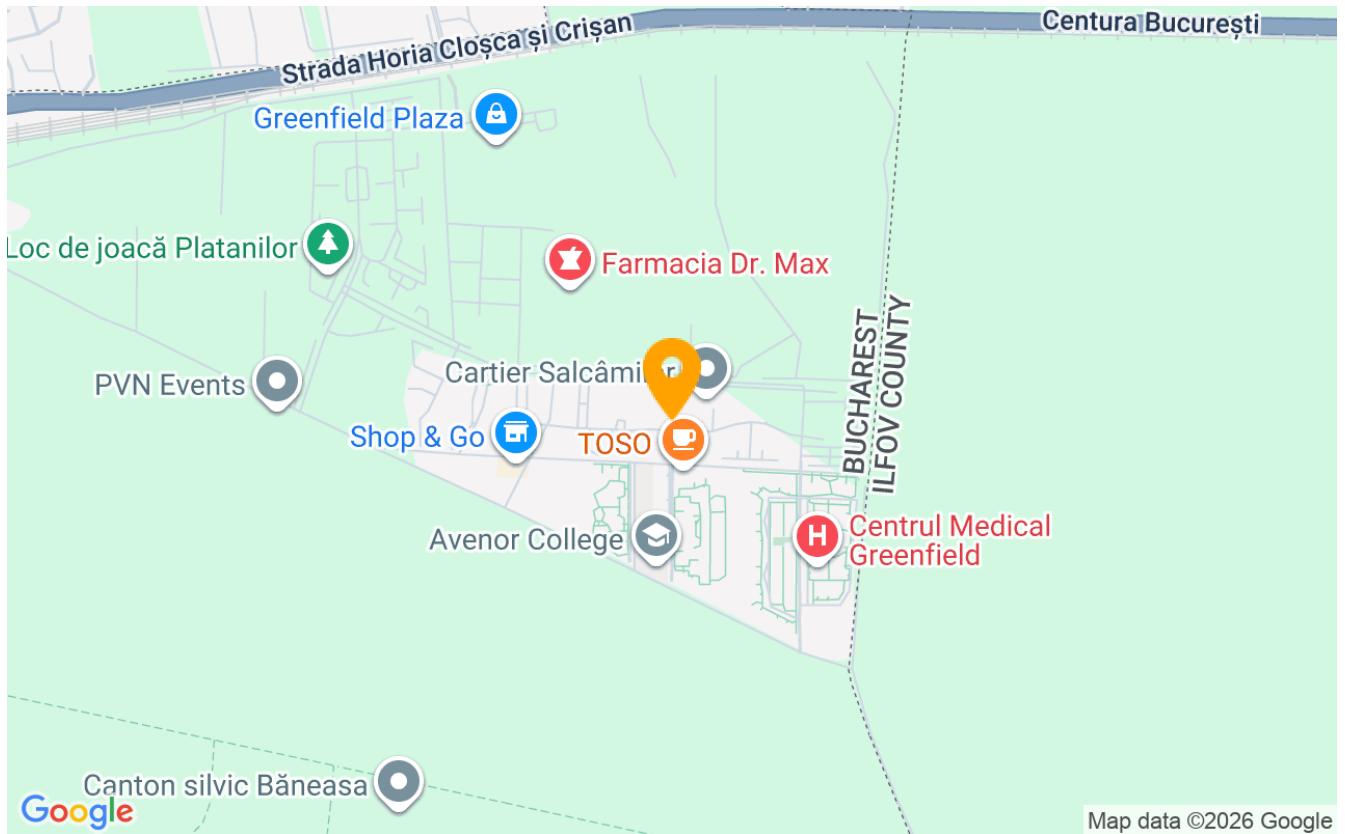 Centura București
Strada Horia Cloșca și Crișan
Greenfield Plaza
Loc de joacă Platanilor
Farmacia Dr. Max
BUCHAREST
ILFOV COUNTY
Cartier
PVN Events
Shop & Go
TOSO
Avenor College
Centrul Medical
Greenfield
Canton silvic Băneasa
Google
Map data ©2026 Google